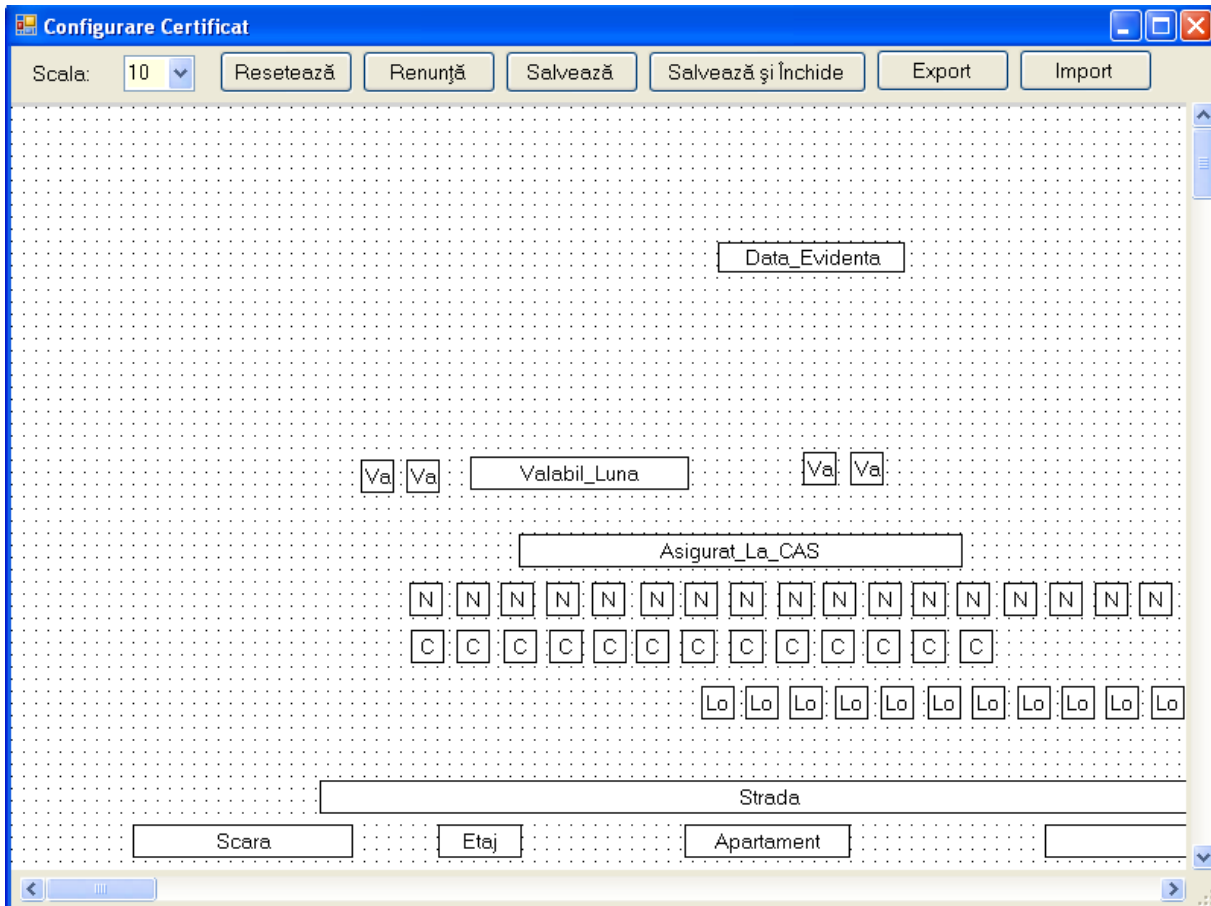 Configurare Certificat
Scala: 10 Resetează Renunţă Salvează Salvează şi Închide Export Import
Data_Evidenta
Va Va Valabil_Luna Va Va
Asigurat_La_CAS
N N N N N N N N N N N N N N N N N
C C C C C C C C C C C C C
Lo Lo Lo Lo Lo Lo Lo Lo Lo Lo Lo
Strada
Scara Etaj Apartament